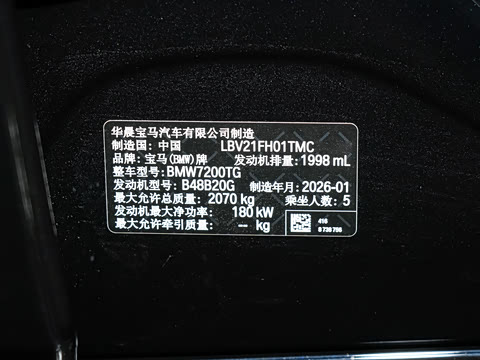 华晨宝马汽车有限公司制造
制造国: 中国 LBV21FH01TMC
品牌: 宝马(BMW)牌 发动机排量: 1998 mL
整车型号: BMW7200TG
发动机型号: B48B20G 制造年月: 2026-01
最大允许总质量: 2070 kg 乘坐人数: 5
发动机最大净功率: 180 kW
最大允许牵引质量: -- kg
416
8 738 798